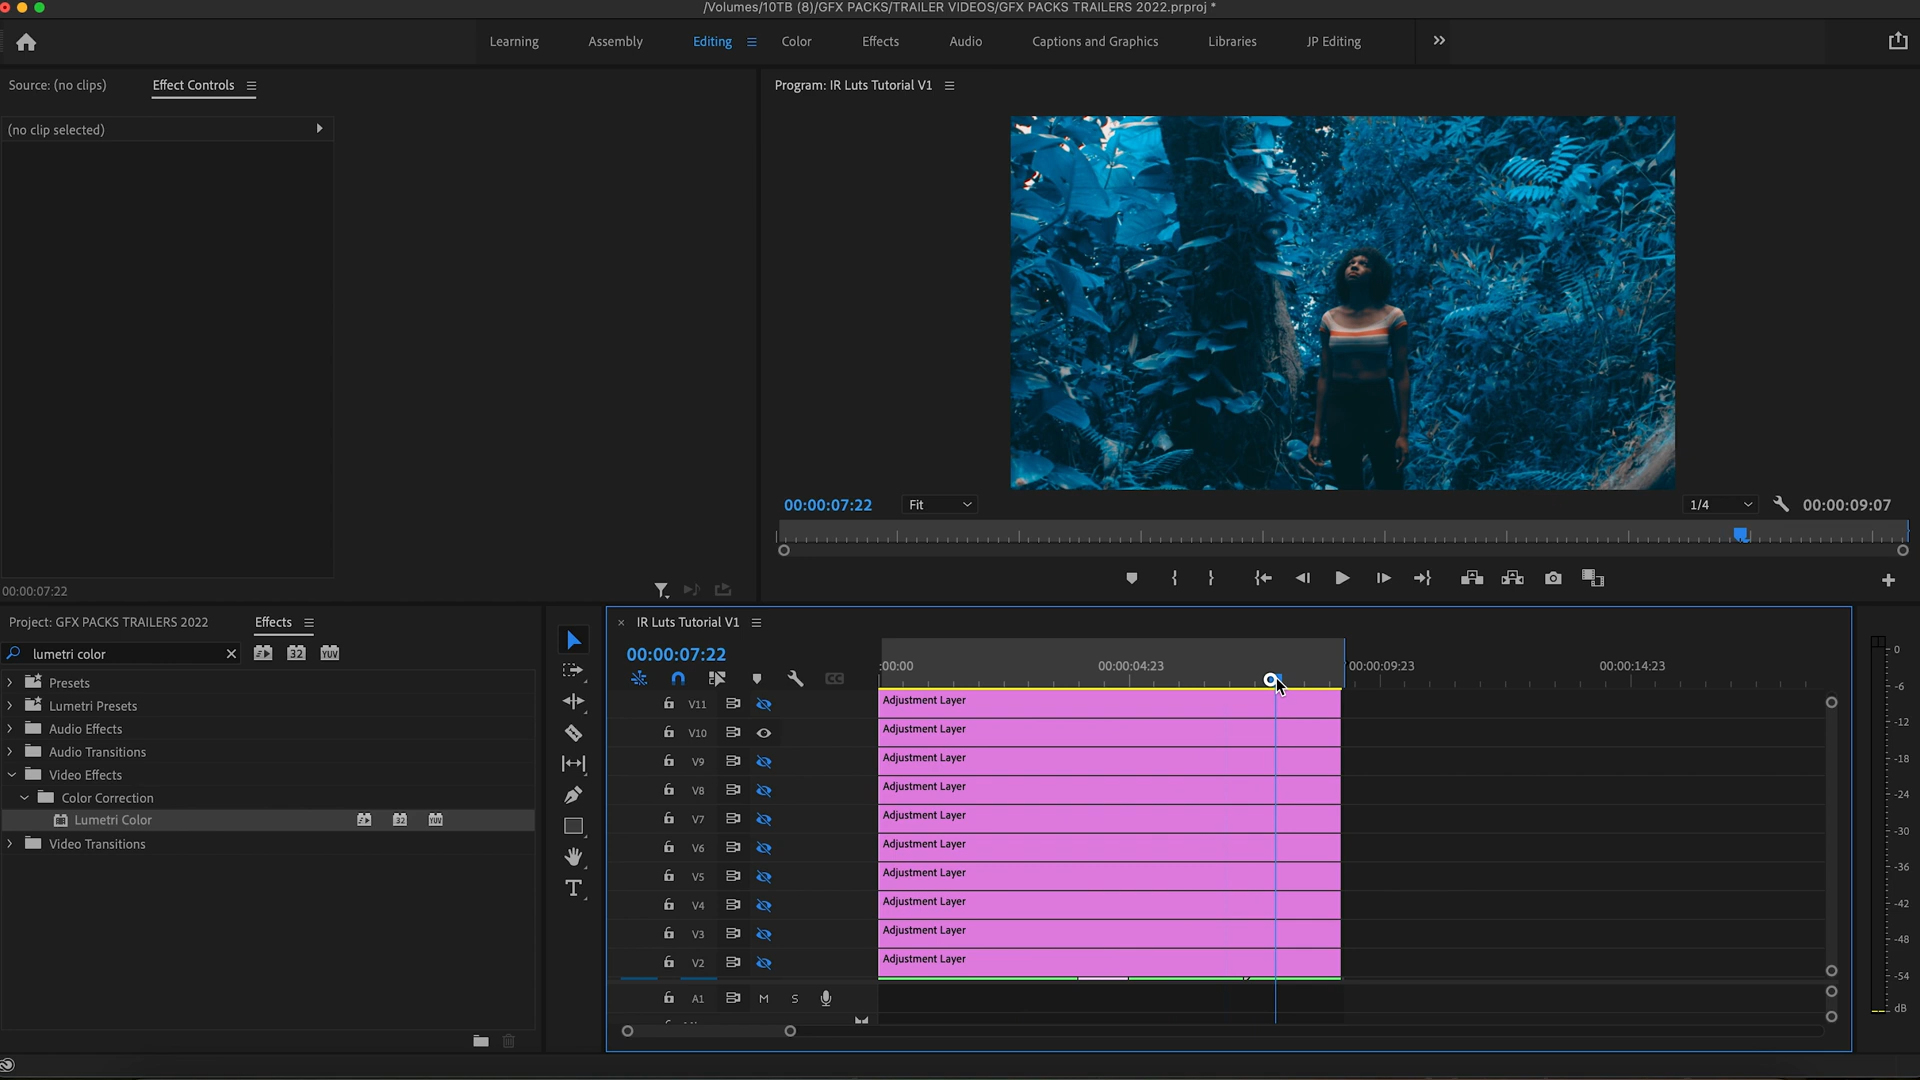 /Volumes/10TB (8)/GFX PACKS/TRAILER VIDEOS/GFX PACKS TRAILERS 2022.prproj *
Learning
Assembly
Editing
Color
Effects
Audio
Captions and Graphics
Libraries
JP Editing
Source: (no clips)
Effect Controls
Program: IR Luts Tutorial V1
(no clip selected)
00:00:07:22
Fit
1/4
00:00:09:07
00:00:07:22
Project: GFX PACKS TRAILERS 2022
Effects
lumetri color
32
YUV
Presets
Lumetri Presets
Audio Effects
Audio Transitions
Video Effects
Color Correction
Lumetri Color
32
YUV
Video Transitions
T
IR Luts Tutorial V1
00:00:07:22
:00:00
00:00:04:23
00:00:09:23
00:00:14:23
CC
V11
Adjustment Layer
V10
Adjustment Layer
V9
Adjustment Layer
V8
Adjustment Layer
V7
Adjustment Layer
V6
Adjustment Layer
V5
Adjustment Layer
V4
Adjustment Layer
V3
Adjustment Layer
V2
Adjustment Layer
A1
M
S
0
-6
-12
-18
-24
-30
-36
-42
-48
-54
dB